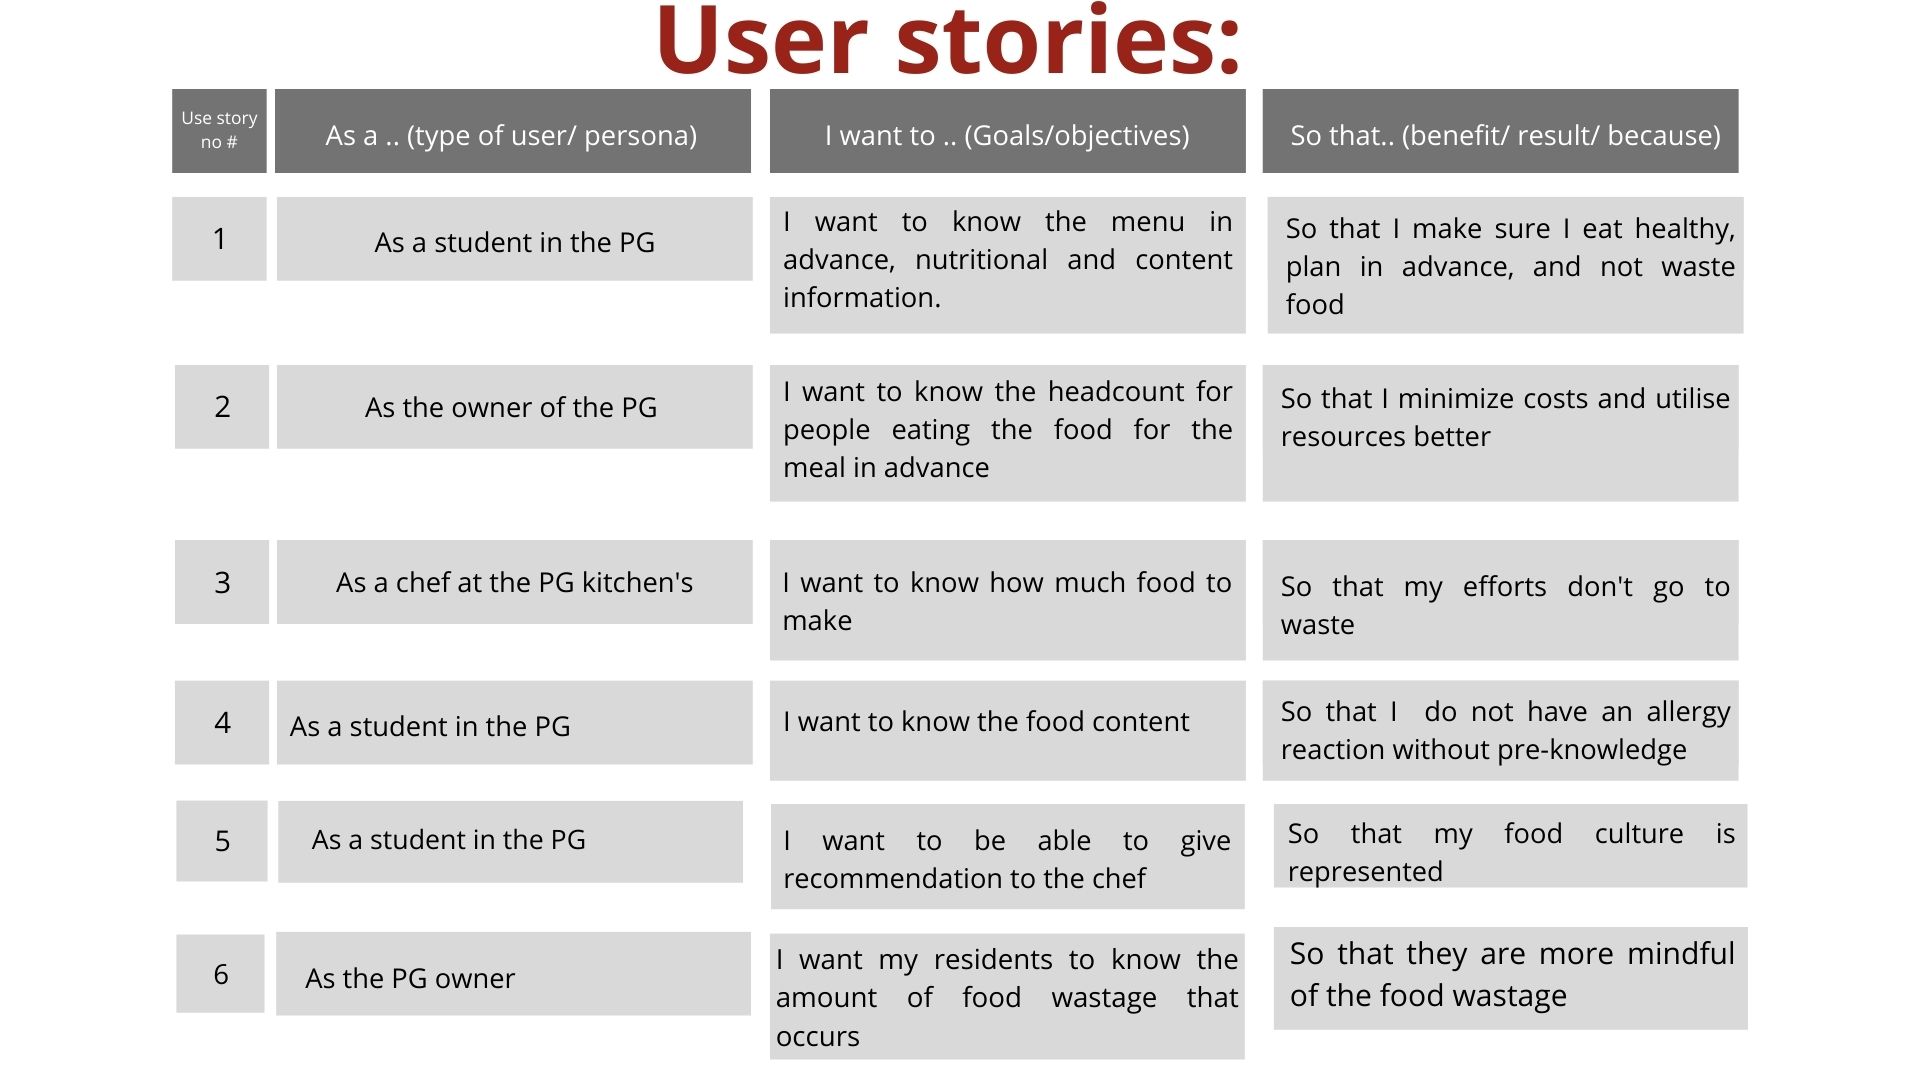 User stories:
Use story
no #
As a .. (type of user/ persona)
I want to .. (Goals/objectives)
So that.. (benefit/ result/ because)
1
As a student in the PG
I want to know the menu in
advance, nutritional and content
information.
So that I make sure I eat healthy,
plan in advance, and not waste
food
2
As the owner of the PG
I want to know the headcount for
people eating the food for the
meal in advance
So that I minimize costs and utilise
resources better
3
As a chef at the PG kitchen's
I want to know how much food to
make
So that my efforts don't go to
waste
4
As a student in the PG
I want to know the food content
So that I do not have an allergy
reaction without pre-knowledge
5
As a student in the PG
I want to be able to give
recommendation to the chef
So that my food culture is
represented
6
As the PG owner
I want my residents to know the
amount of food wastage that
occurs
So that they are more mindful
of the food wastage